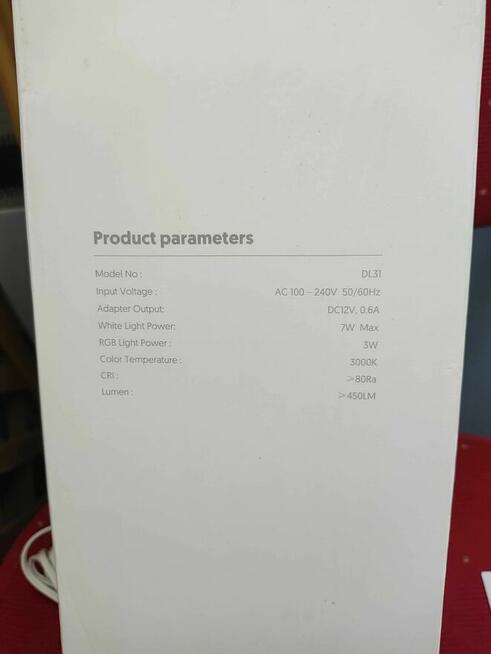 Product parameters
Model No : DL31
Input Voltage : AC 100 – 240V 50/60Hz
Adapter Output: DC12V, 0.6A
White Light Power: 7W Max
RGB Light Power : 3W
Color Temperature : 3000K
CRI : >80Ra
Lumen : ≥450LM